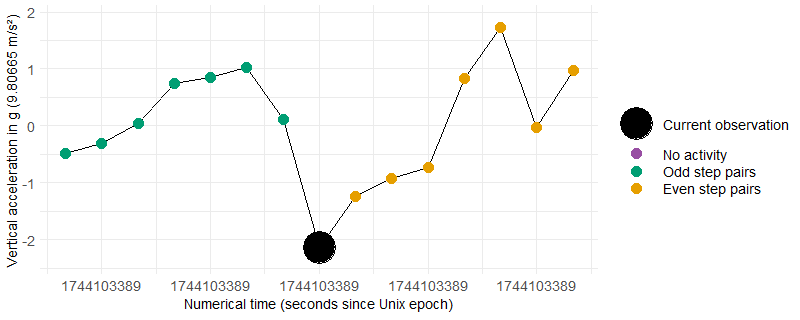 Vertical acceleration in g (9.80665 m/s²)
2
1
0
-1
-2
1744103389 1744103389 1744103389 1744103389 1744103389
Numerical time (seconds since Unix epoch)
Current observation
No activity
Odd step pairs
Even step pairs